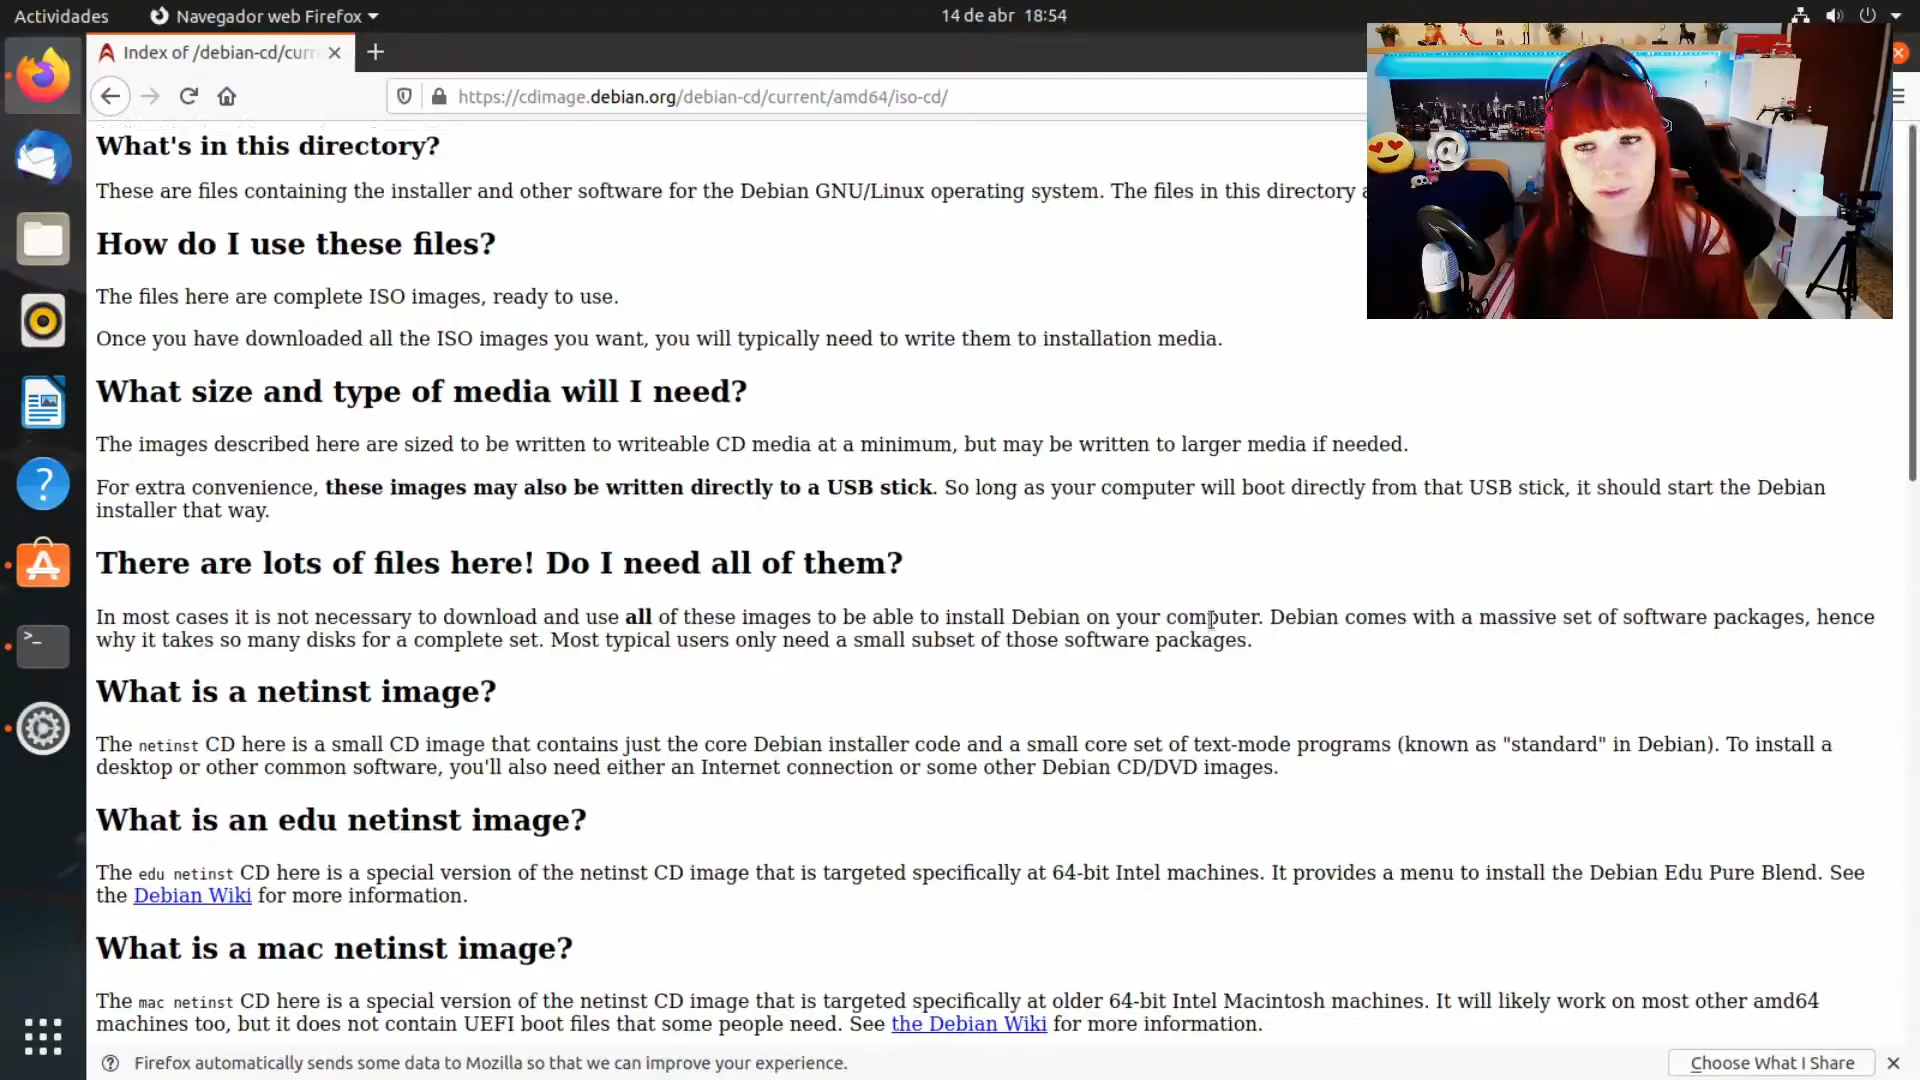 Actividades
Navegador web Firefox
14 de abr 18:54
Index of /debian-cd/curr
https://cdimage.debian.org/debian-cd/current/amd64/iso-cd/
What's in this directory?
These are files containing the installer and other software for the Debian GNU/Linux operating system. The files in this directory
How do I use these files?
The files here are complete ISO images, ready to use.
Once you have downloaded all the ISO images you want, you will typically need to write them to installation media.
What size and type of media will I need?
The images described here are sized to be written to writeable CD media at a minimum, but may be written to larger media if needed.
For extra convenience, these images may also be written directly to a USB stick. So long as your computer will boot directly from that USB stick, it should start the Debian
installer that way.
There are lots of files here! Do I need all of them?
In most cases it is not necessary to download and use all of these images to be able to install Debian on your computer. Debian comes with a massive set of software packages, hence
why it takes so many disks for a complete set. Most typical users only need a small subset of those software packages.
What is a netinst image?
The netinst CD here is a small CD image that contains just the core Debian installer code and a small core set of text-mode programs (known as "standard" in Debian). To install a
desktop or other common software, you'll also need either an Internet connection or some other Debian CD/DVD images.
What is an edu netinst image?
The edu netinst CD here is a special version of the netinst CD image that is targeted specifically at 64-bit Intel machines. It provides a menu to install the Debian Edu Pure Blend. See
the Debian Wiki for more information.
What is a mac netinst image?
The mac netinst CD here is a special version of the netinst CD image that is targeted specifically at older 64-bit Intel Macintosh machines. It will likely work on most other amd64
machines too, but it does not contain UEFI boot files that some people need. See the Debian Wiki for more information.
Firefox automatically sends some data to Mozilla so that we can improve your experience.
Choose What I Share